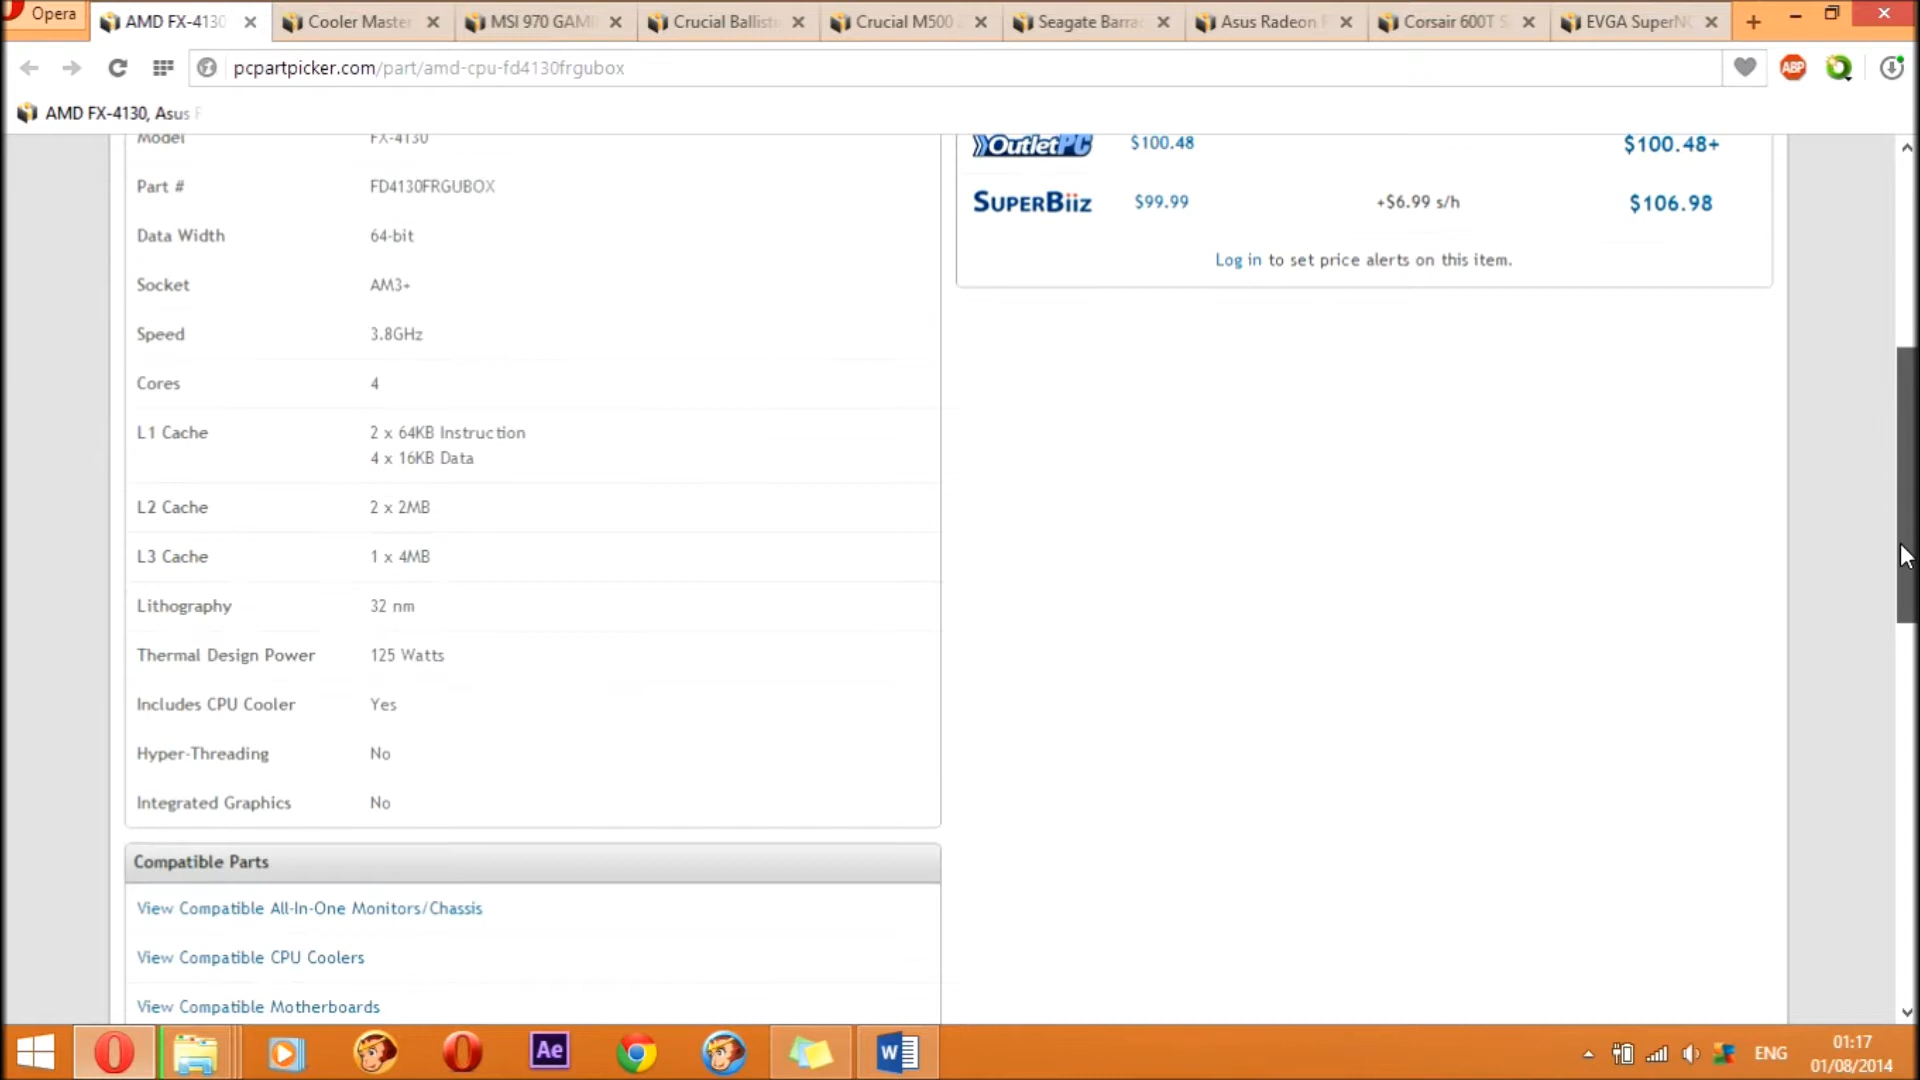 Opera
AMD FX-4130
Cooler Master
MSI 970 GAMI
Crucial Ballist
Crucial M500
Seagate Barrac
Asus Radeon
Corsair 600T S
EVGA SuperN
pcpartpicker.com/part/amd-cpu-fd4130frgubox
ABP
AMD FX-4130, Asus
Model FX-4130
OutletPC $100.48 $100.48+
Part # FD4130FRGUBOX
SUPERBiiz $99.99 +$6.99 s/h $106.98
Data Width 64-bit
Log in to set price alerts on this item.
Socket AM3+
Speed 3.8GHz
Cores 4
L1 Cache 2 x 64KB Instruction
4 x 16KB Data
L2 Cache 2 x 2MB
L3 Cache 1 x 4MB
Lithography 32 nm
Thermal Design Power 125 Watts
Includes CPU Cooler Yes
Hyper-Threading No
Integrated Graphics No
Compatible Parts
View Compatible All-In-One Monitors/Chassis
View Compatible CPU Coolers
View Compatible Motherboards
Ae
W
ENG
01:17
01/08/2014